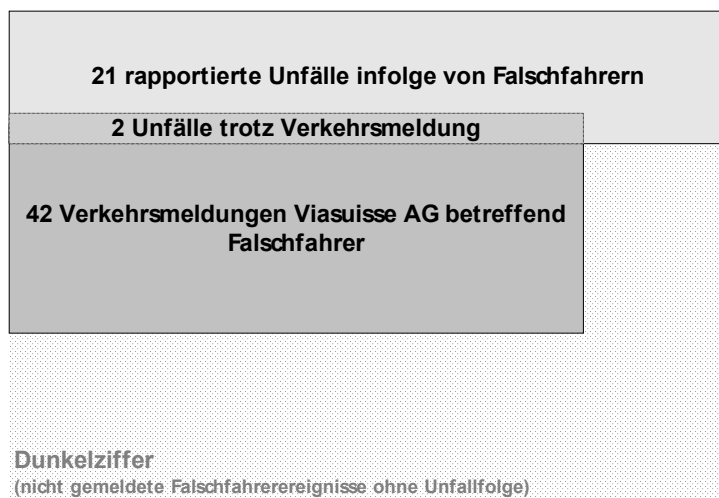 21 rapportierte Unfälle infolge von Falschfahrern
2 Unfälle trotz Verkehrsmeldung
42 Verkehrsmeldungen Viasuisse AG betreffend
Falschfahrer
Dunkelziffer
(nicht gemeldete Falschfahrerereignisse ohne Unfallfolge)